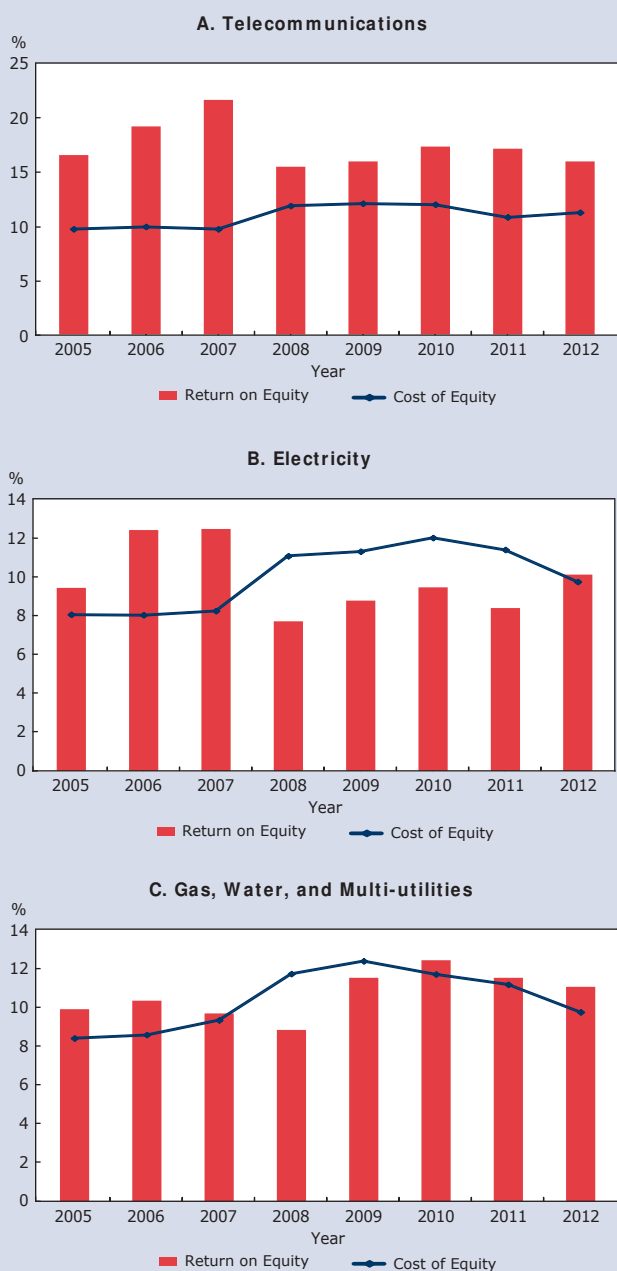 A. Telecommunications
%
25
20
15
10
5
0
2005 2006 2007 2008 2009 2010 2011 2012
Year
Return on Equity Cost of Equity
B. Electricity
%
14
12
10
8
6
4
2
0
2005 2006 2007 2008 2009 2010 2011 2012
Year
Return on Equity Cost of Equity
C. Gas, Water, and Multi-utilities
%
14
12
10
8
6
4
2
0
2005 2006 2007 2008 2009 2010 2011 2012
Year
Return on Equity Cost of Equity